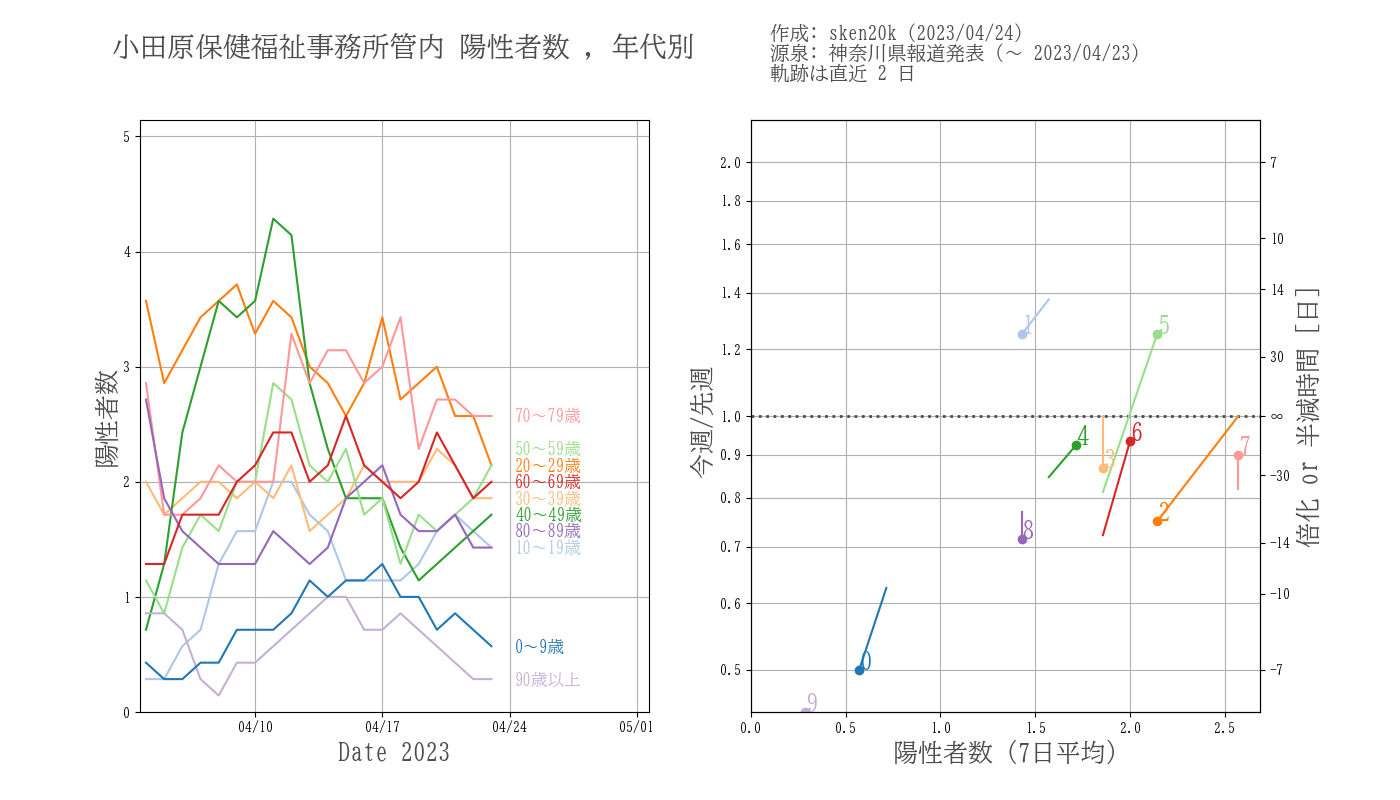 小田原保健福祉事務所管内 陽性者数 , 年代別
作成: sken20k (2023/04/24)
源泉: 神奈川県報道発表 (～ 2023/04/23)
軌跡は直近 2 日
陽性者数
5
4
3
2
1
0
04/10
04/17
04/24
05/01
Date 2023
70～79歳
50～59歳
20～29歳
60～69歳
30～39歳
40～49歳
80～89歳
10～19歳
0～9歳
90歳以上
今週/先週
2.0
1.8
1.6
1.4
1.2
1.0
0.9
0.8
0.7
0.6
0.5
0.0
0.5
1.0
1.5
2.0
2.5
陽性者数 (7日平均)
1
5
4
6
3
7
2
8
0
9
7
10
14
30
∞
-30
-14
-10
-7
倍化 or 半減時間 [日]